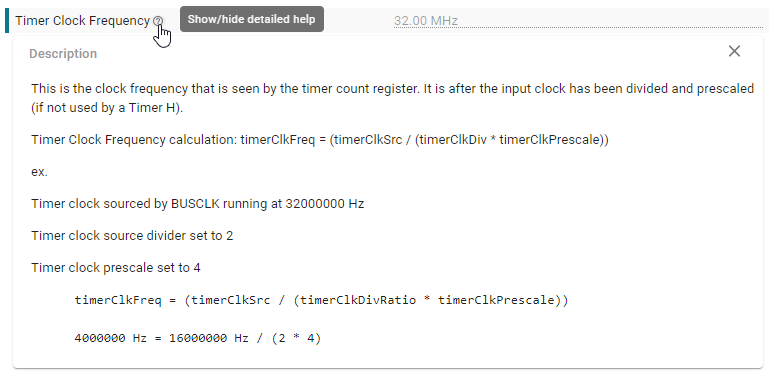 Timer Clock Frequency Show/hide detailed help 32.00 MHz
Description
This is the clock frequency that is seen by the timer count register. It is after the input clock has been divided and prescaled
(if not used by a Timer H).
Timer Clock Frequency calculation: timerClkFreq = (timerClkSrc / (timerClkDiv * timerClkPrescale))
ex.
Timer clock sourced by BUSCLK running at 32000000 Hz
Timer clock source divider set to 2
Timer clock prescale set to 4
timerClkFreq = (timerClkSrc / (timerClkDivRatio * timerClkPrescale))
4000000 Hz = 16000000 Hz / (2 * 4)